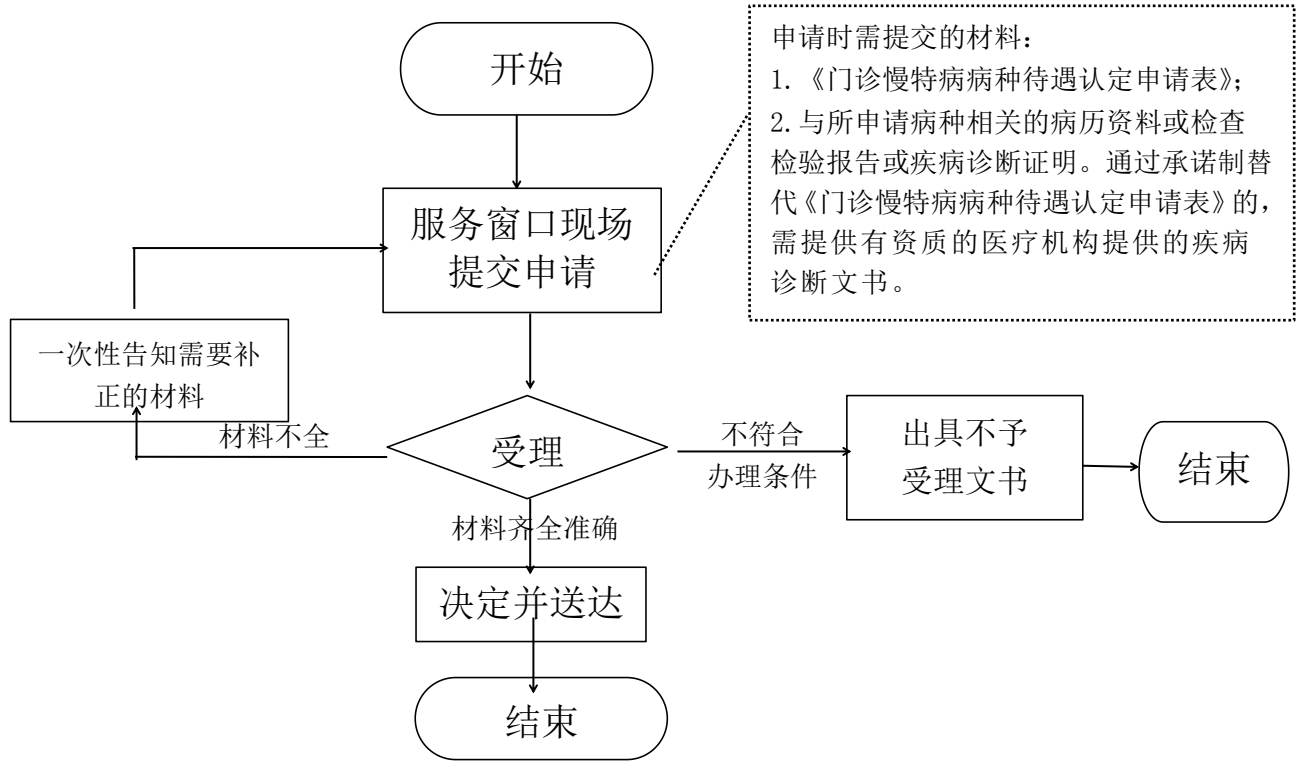 开始
申请时需提交的材料：
1.《门诊慢特病病种待遇认定申请表》；
2.与所申请病种相关的病历资料或检查
检验报告或疾病诊断证明。通过承诺制替
代《门诊慢特病病种待遇认定申请表》的，
需提供有资质的医疗机构提供的疾病
诊断文书。
服务窗口现场
提交申请
一次性告知需要补
正的材料
材料不全
受理
不符合
办理条件
出具不予
受理文书
结束
材料齐全准确
决定并送达
结束